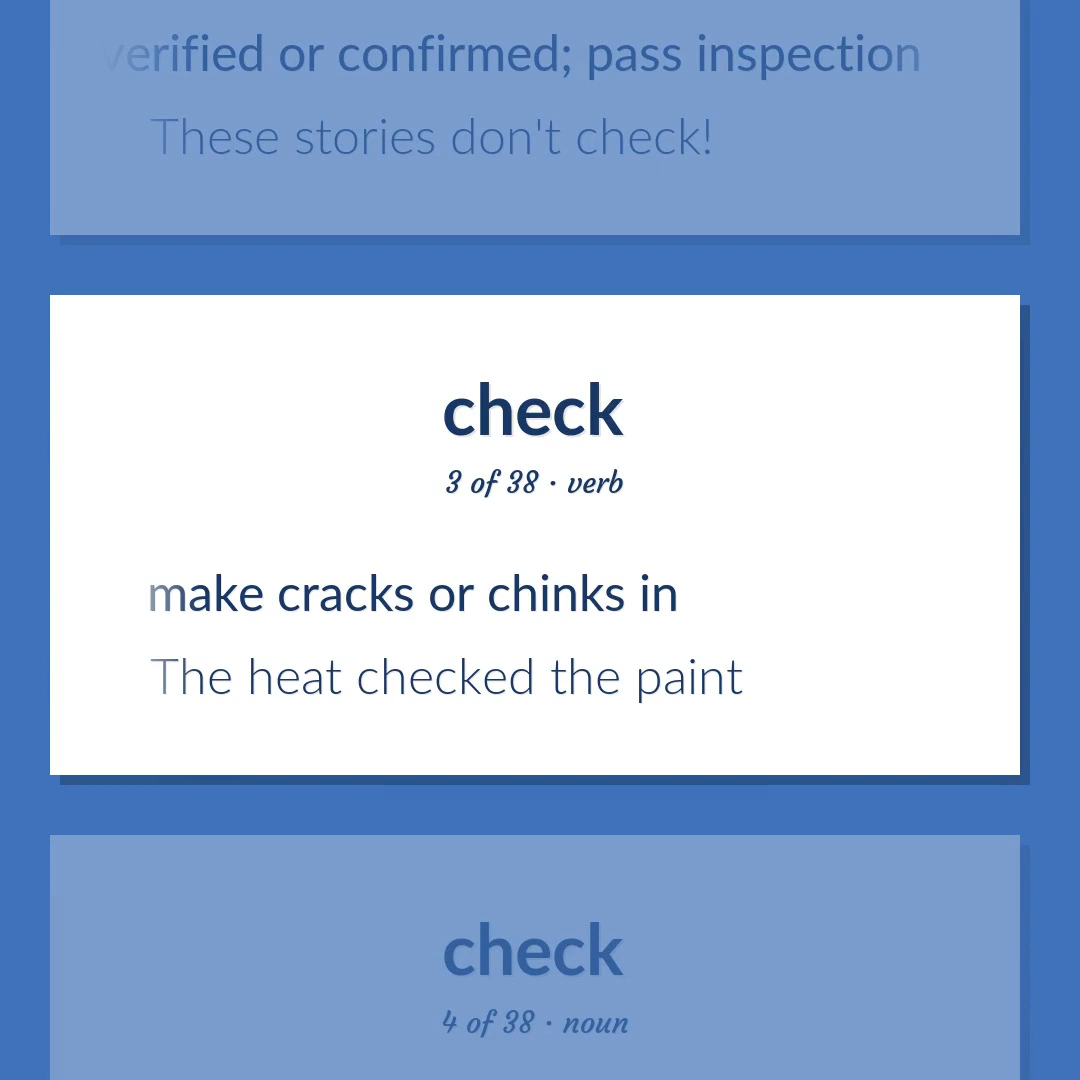 verified or confirmed; pass inspection
These stories don't check!
check
3 of 38 · verb
make cracks or chinks in
The heat checked the paint
check
4 of 38 · noun